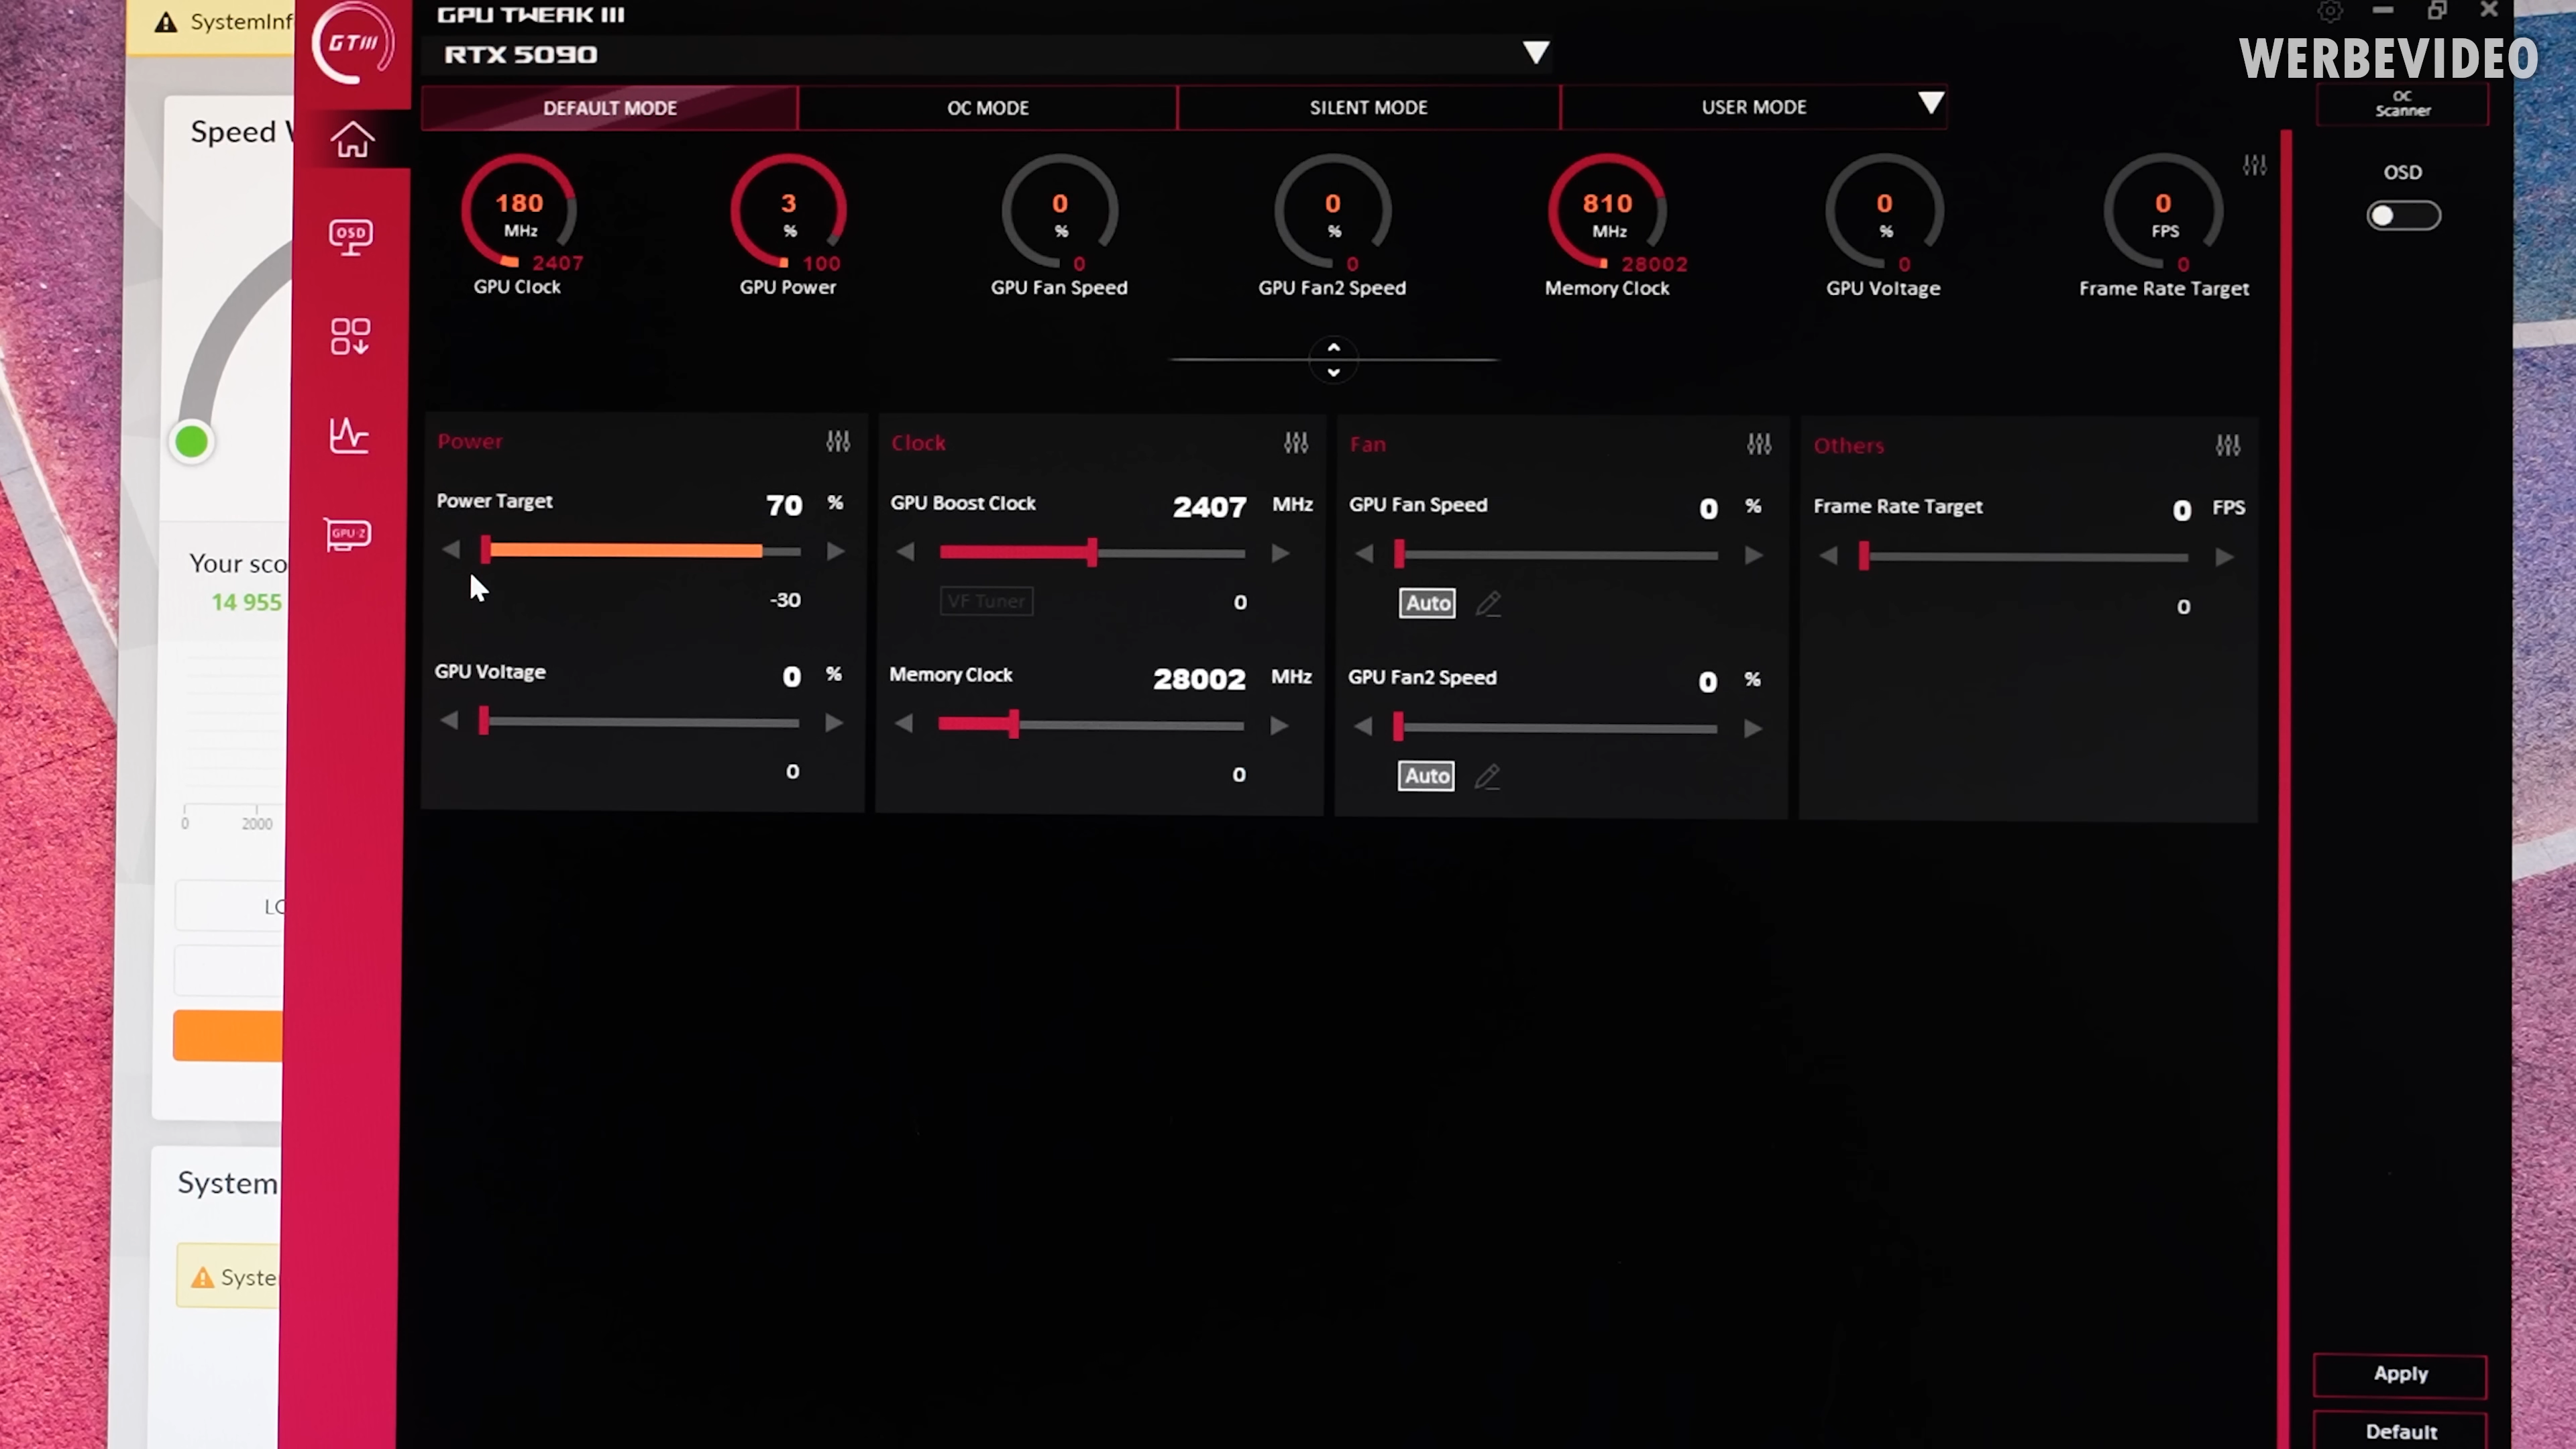 SystemInf
GTIII
GPU TWEAK III
RTX 5090
WERBEVIDEO
DEFAULT MODE
OC MODE
SILENT MODE
USER MODE
OC
Scanner
Speed
180
MHz
2407
GPU Clock
3
%
100
GPU Power
0
%
0
GPU Fan Speed
0
%
0
GPU Fan2 Speed
810
MHz
28002
Memory Clock
0
%
0
GPU Voltage
0
FPS
0
Frame Rate Target
OSD
OSD
Power
Power Target 70 %
-30
GPU Voltage 0 %
0
Clock
GPU Boost Clock 2407 MHz
VF Tuner 0
Memory Clock 28002 MHz
0
Fan
GPU Fan Speed 0 %
Auto
GPU Fan2 Speed 0 %
Auto
Others
Frame Rate Target 0 FPS
0
GPU-Z
Your sco
14 955
0 2000
System
Syste
Apply
Default